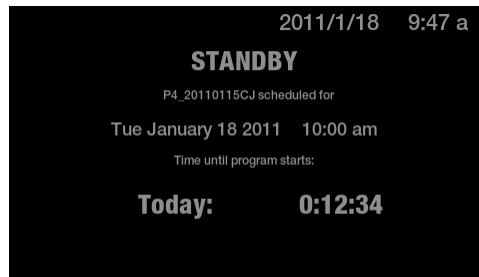 2011/1/18 9:47 a
STANDBY
P4_20110115CJ scheduled for
Tue January 18 2011 10:00 am
Time until program starts:
Today: 0:12:34